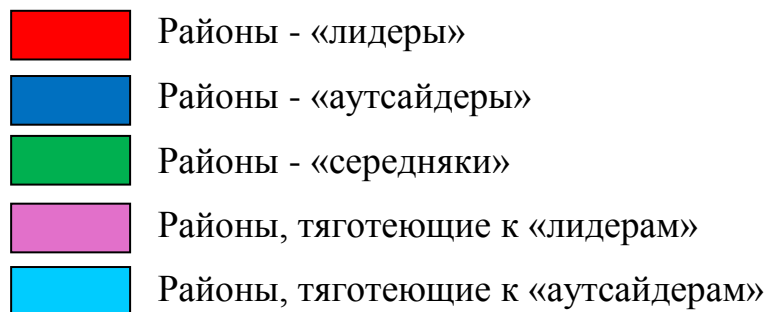 Районы - «лидеры»
Районы - «аутсайдеры»
Районы - «середняки»
Районы, тяготеющие к «лидерам»
Районы, тяготеющие к «аутсайдерам»